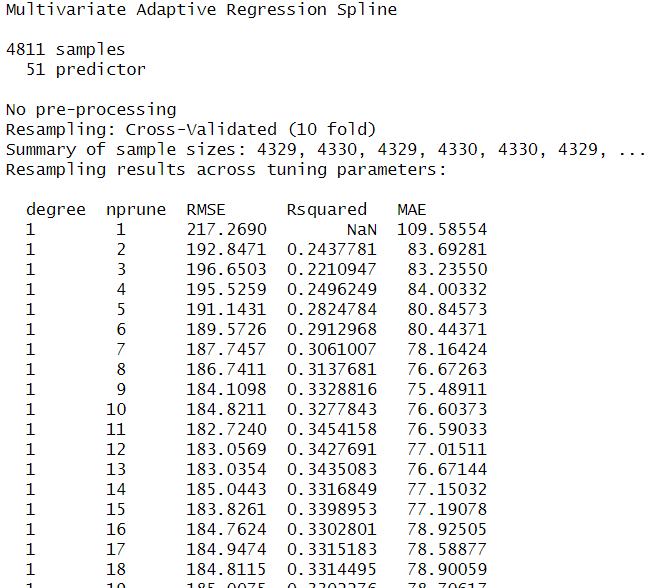 Multivariate Adaptive Regression Spline
4811 samples
51 predictor
No pre-processing
Resampling: Cross-Validated (10 fold)
Summary of sample sizes: 4329, 4330, 4329, 4330, 4330, 4329, ...
Resampling results across tuning parameters:
degree nprune RMSE Rsquared MAE
1 1 217.2690 NaN 109.58554
1 2 192.8471 0.2437781 83.69281
1 3 196.6503 0.2210947 83.23550
1 4 195.5259 0.2496249 84.00332
1 5 191.1431 0.2824784 80.84573
1 6 189.5726 0.2912968 80.44371
1 7 187.7457 0.3061007 78.16424
1 8 186.7411 0.3137681 76.67263
1 9 184.1098 0.3328816 75.48911
1 10 184.8211 0.3277843 76.60373
1 11 182.7240 0.3454158 76.59033
1 12 183.0569 0.3427691 77.01511
1 13 183.0354 0.3435083 76.67144
1 14 185.0443 0.3316849 77.15032
1 15 183.8261 0.3398953 77.19078
1 16 184.7624 0.3302801 78.92505
1 17 184.9474 0.3315183 78.58877
1 18 184.8115 0.3314495 78.90059